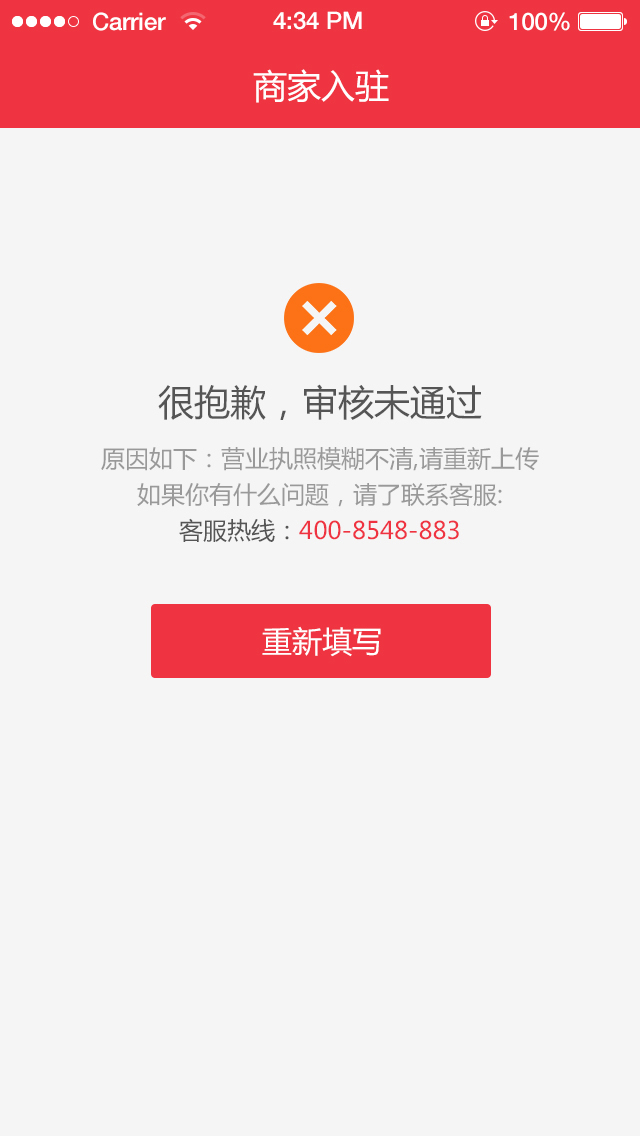 Carrier 4:34 PM 100%
商家入驻
很抱歉，审核未通过
原因如下：营业执照模糊不清,请重新上传
如果你有什么问题，请了联系客服:
客服热线：400-8548-883
重新填写